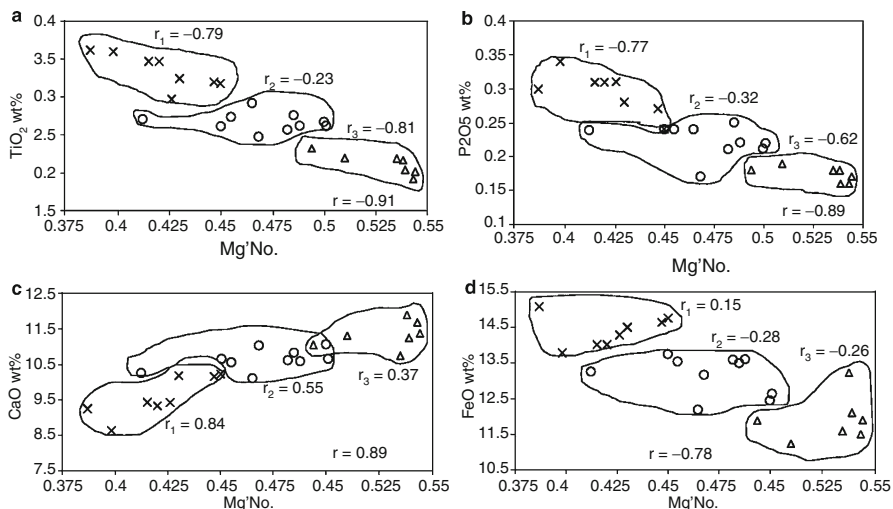 a
r1 = −0.79
r2 = −0.23
r3 = −0.81
r = −0.91
TiO2 wt%
4
3.5
3
2.5
2
1.5
0.375 0.4 0.425 0.45 0.475 0.5 0.525 0.55
Mg'No.
b
r1 = −0.77
r2 = −0.32
r3 = −0.62
r = −0.89
P2O5 wt%
0.4
0.35
0.3
0.25
0.2
0.15
0.1
0.375 0.4 0.425 0.45 0.475 0.5 0.525 0.55
Mg'No.
c
r1 = 0.84
r2 = 0.55
r3 = 0.37
r = 0.89
CaO wt%
12.5
11.5
10.5
9.5
8.5
7.5
0.375 0.4 0.425 0.45 0.475 0.5 0.525 0.55
Mg'No.
d
r1 = 0.15
r2 = −0.28
r3 = −0.26
r = −0.78
FeO wt%
15.5
14.5
13.5
12.5
11.5
10.5
0.375 0.4 0.425 0.45 0.475 0.5 0.525 0.55
Mg'No.